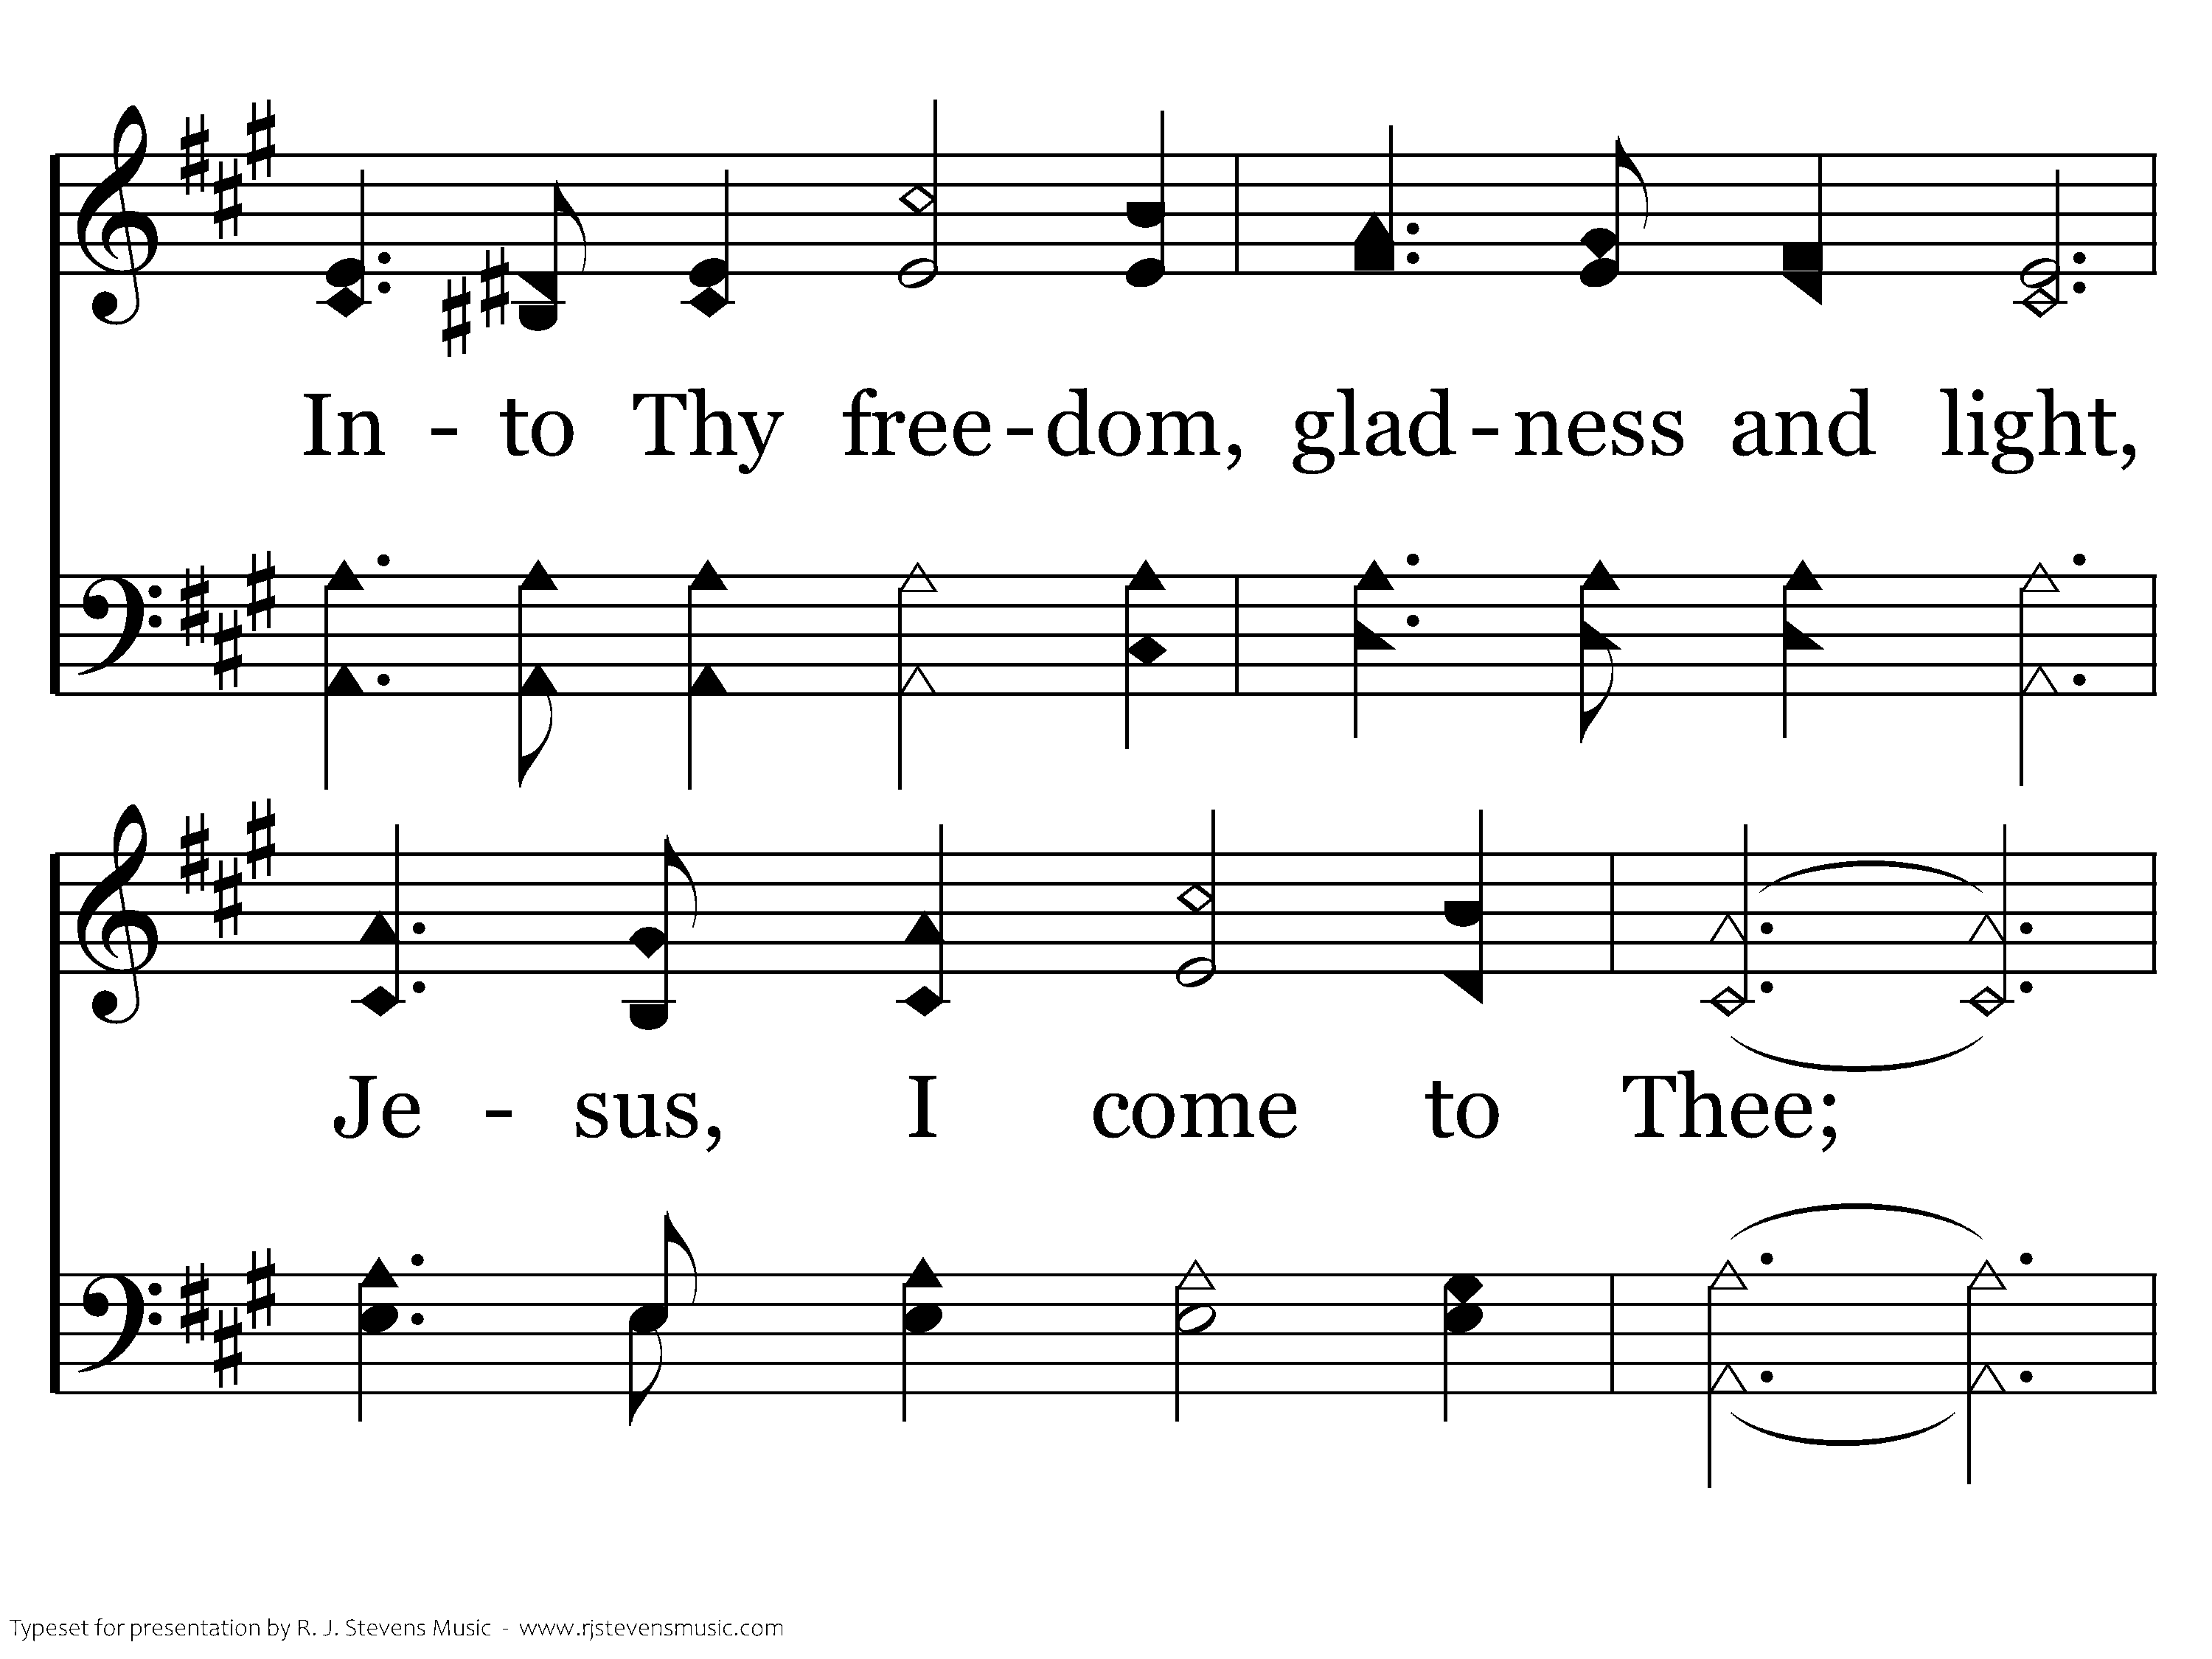 In - to Thy free - dom, glad - ness and light,
Je - sus, I come to Thee;
Typeset for presentation by R. J. Stevens Music - www.rjstevensmusic.com